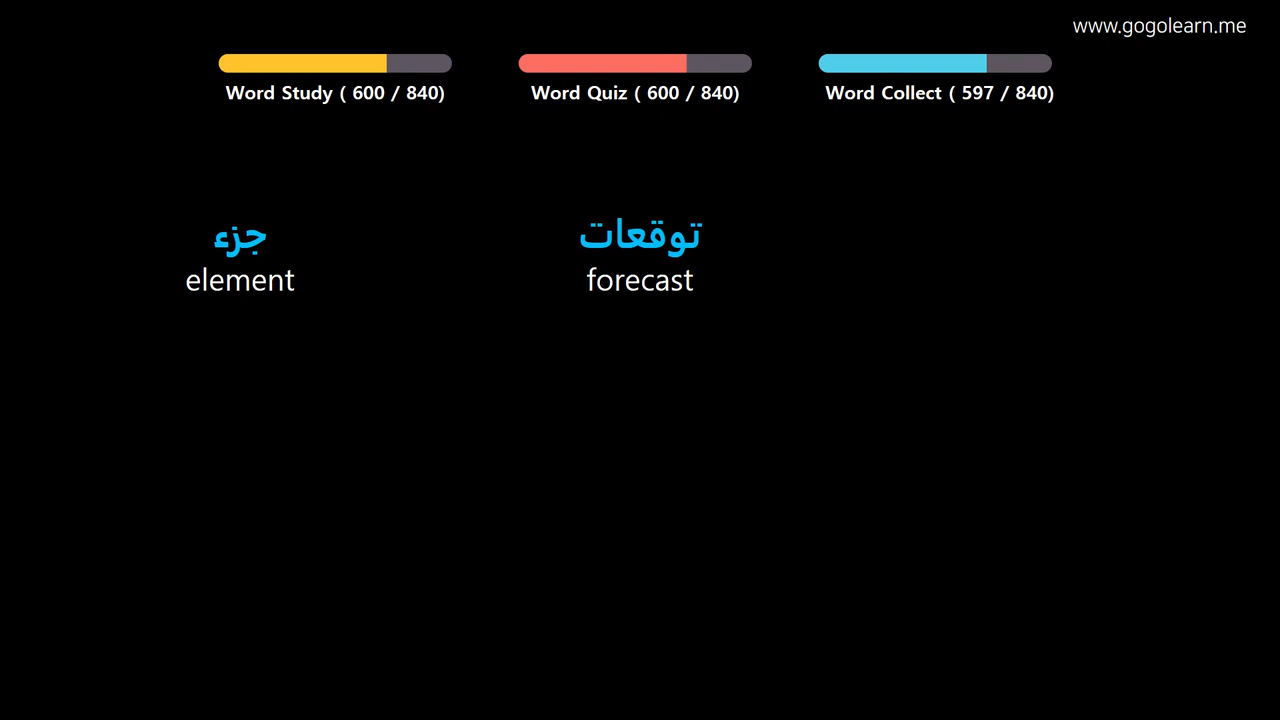 www.gogolearn.me
Word Study ( 600 / 840)
Word Quiz ( 600 / 840)
Word Collect ( 597 / 840)
جزء
element
توقعات
forecast